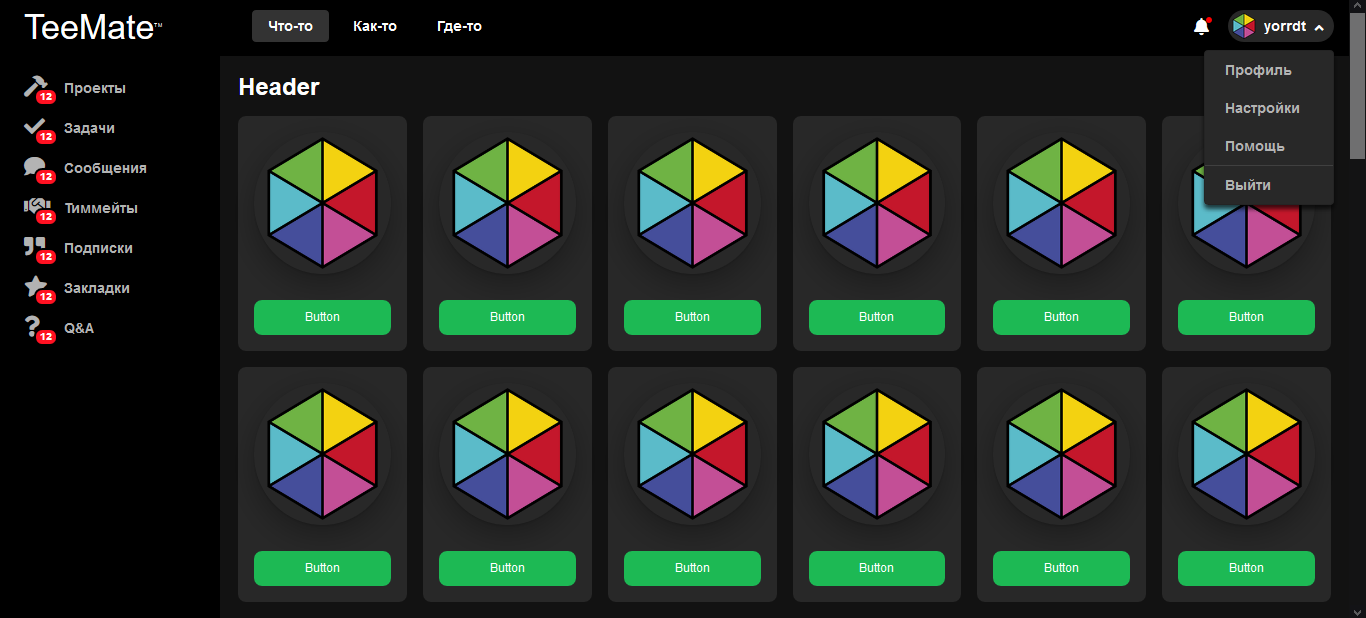 TeeMate™
Что-то Как-то Где-то
yorrdt
Профиль
Настройки
Помощь
Выйти
12 Проекты
12 Задачи
12 Сообщения
12 Тиммейты
12 Подписки
12 Закладки
12 Q&A
Header
Button Button Button Button Button Button
Button Button Button Button Button Button